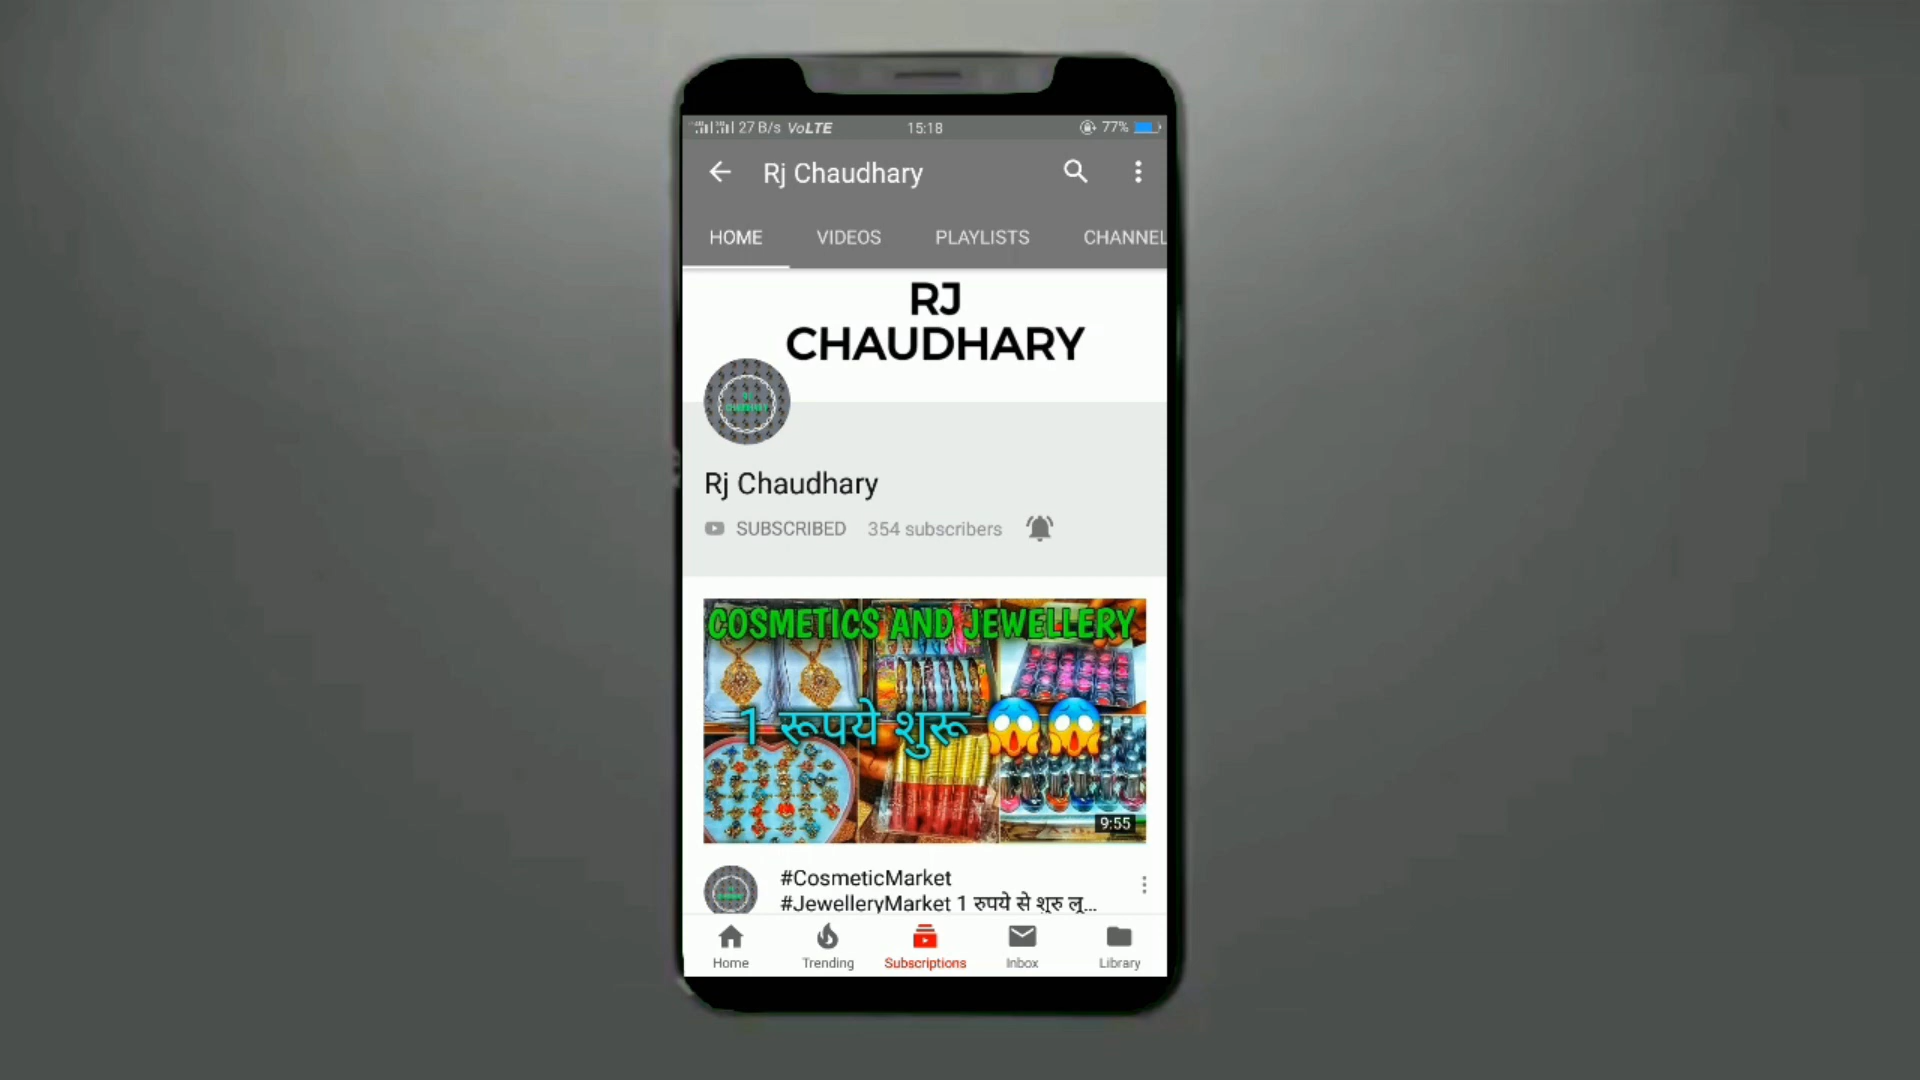 27 B/s VoLTE 15:18 77%
Rj Chaudhary
HOME VIDEOS PLAYLISTS CHANNEL
RJ
CHAUDHARY
Rj Chaudhary
SUBSCRIBED 354 subscribers
COSMETICS AND JEWELLERY
1 रूपये शुरू
9:55
#CosmeticMarket
#JewelleryMarket 1 रुपये से शुरु लू...
Home Trending Subscriptions Inbox Library